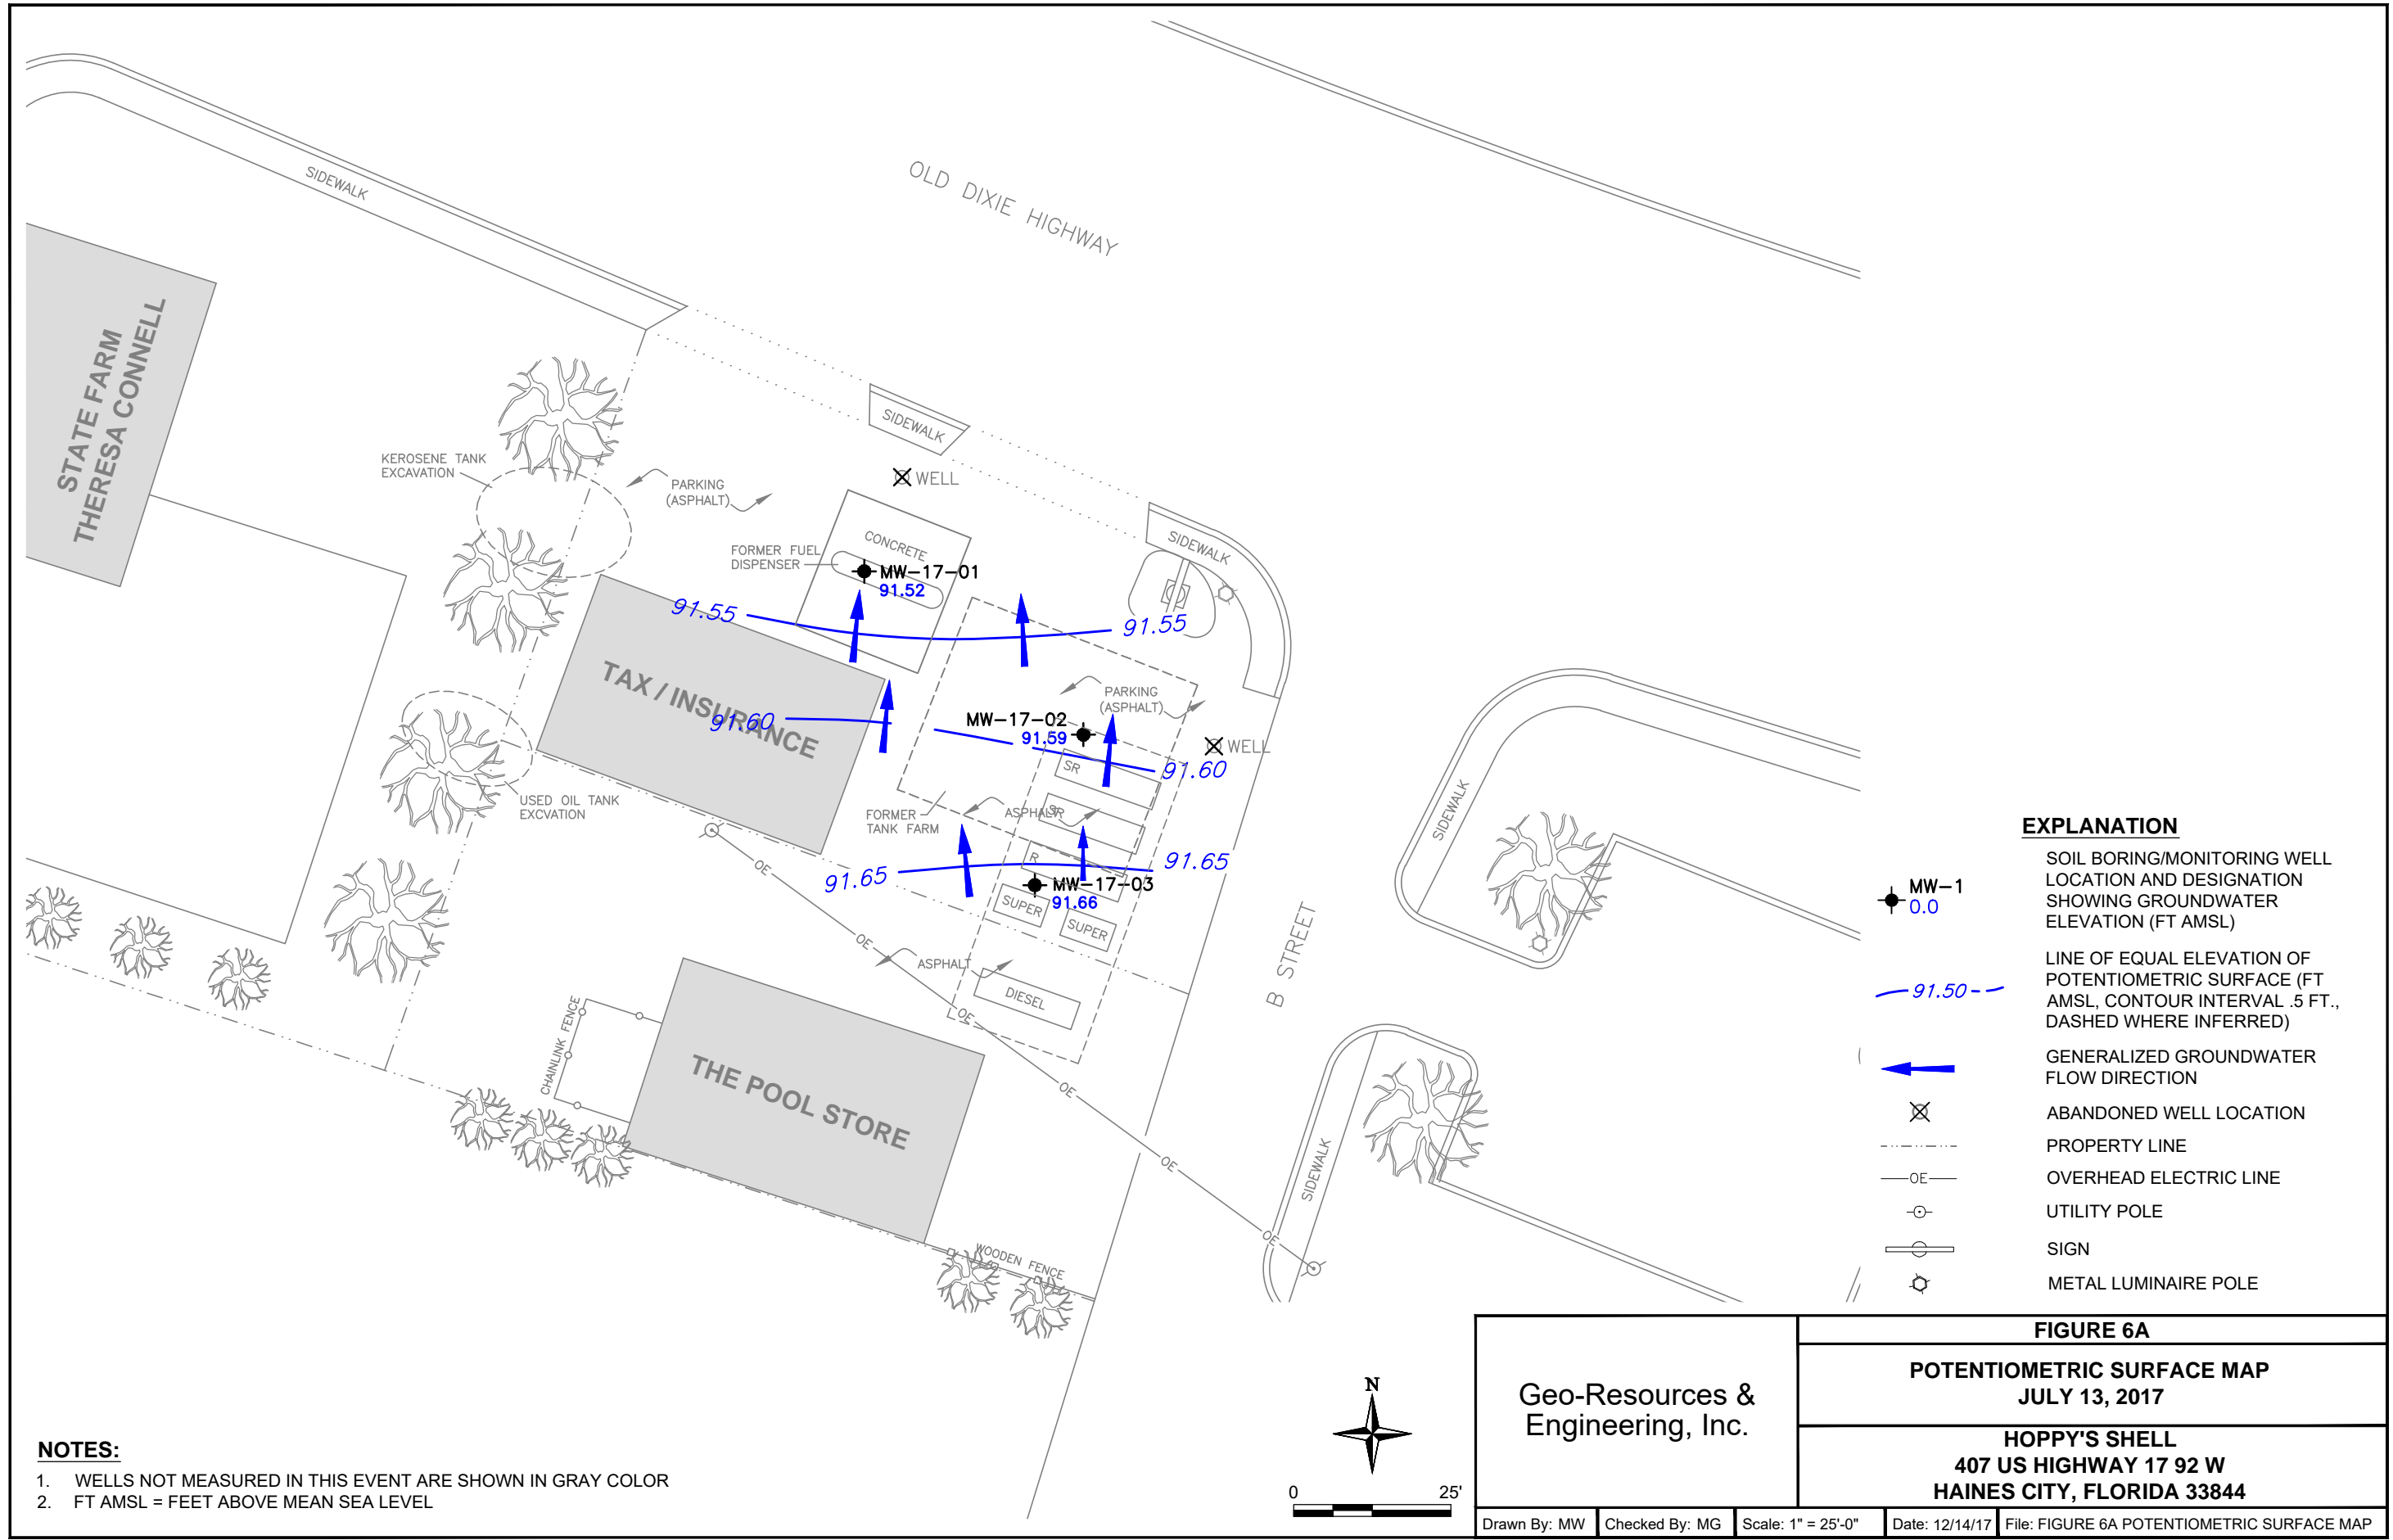 OLD DIXIE HIGHWAY
SIDEWALK
STATE FARM
THERESA CONNELL
SIDEWALK
KEROSENE TANK
EXCAVATION
PARKING
(ASPHALT)
WELL
SIDEWALK
CONCRETE
FORMER FUEL
DISPENSER
MW-17-01
91.52
91.55
91.55
TAX / INSURANCE
91.60
PARKING
(ASPHALT)
MW-17-02
91.59
WELL
SR
91.60
USED OIL TANK
EXCVATION
FORMER
TANK FARM
ASPHALT
SR
OE
R
91.65
91.65
MW-17-03
91.66
SUPER
SUPER
OE
ASPHALT
DIESEL
OE
B STREET
SIDEWALK
CHAINLINK FENCE
THE POOL STORE
OE
OE
SIDEWALK
OE
WOODEN FENCE
EXPLANATION
MW-1
0.0
SOIL BORING/MONITORING WELL
LOCATION AND DESIGNATION
SHOWING GROUNDWATER
ELEVATION (FT AMSL)
91.50
LINE OF EQUAL ELEVATION OF
POTENTIOMETRIC SURFACE (FT
AMSL, CONTOUR INTERVAL .5 FT.,
DASHED WHERE INFERRED)
GENERALIZED GROUNDWATER
FLOW DIRECTION
ABANDONED WELL LOCATION
PROPERTY LINE
OE
OVERHEAD ELECTRIC LINE
UTILITY POLE
SIGN
METAL LUMINAIRE POLE
NOTES:
1. WELLS NOT MEASURED IN THIS EVENT ARE SHOWN IN GRAY COLOR
2. FT AMSL = FEET ABOVE MEAN SEA LEVEL
N
0 25'
Geo-Resources &
Engineering, Inc.
FIGURE 6A
POTENTIOMETRIC SURFACE MAP
JULY 13, 2017
HOPPY'S SHELL
407 US HIGHWAY 17 92 W
HAINES CITY, FLORIDA 33844
Drawn By: MW
Checked By: MG
Scale: 1" = 25'-0"
Date: 12/14/17
File: FIGURE 6A POTENTIOMETRIC SURFACE MAP